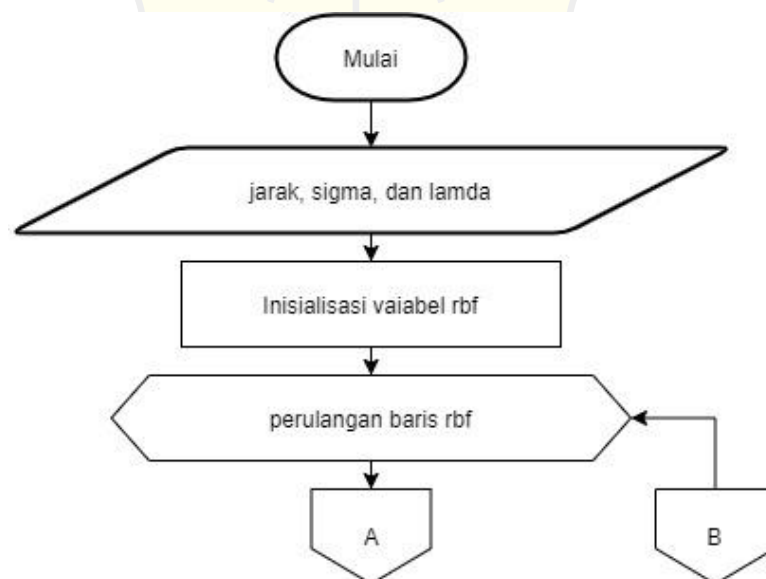 Mulai
jarak, sigma, dan lamda
Inisialisasi vaiabel rbf
perulangan baris rbf
A
B